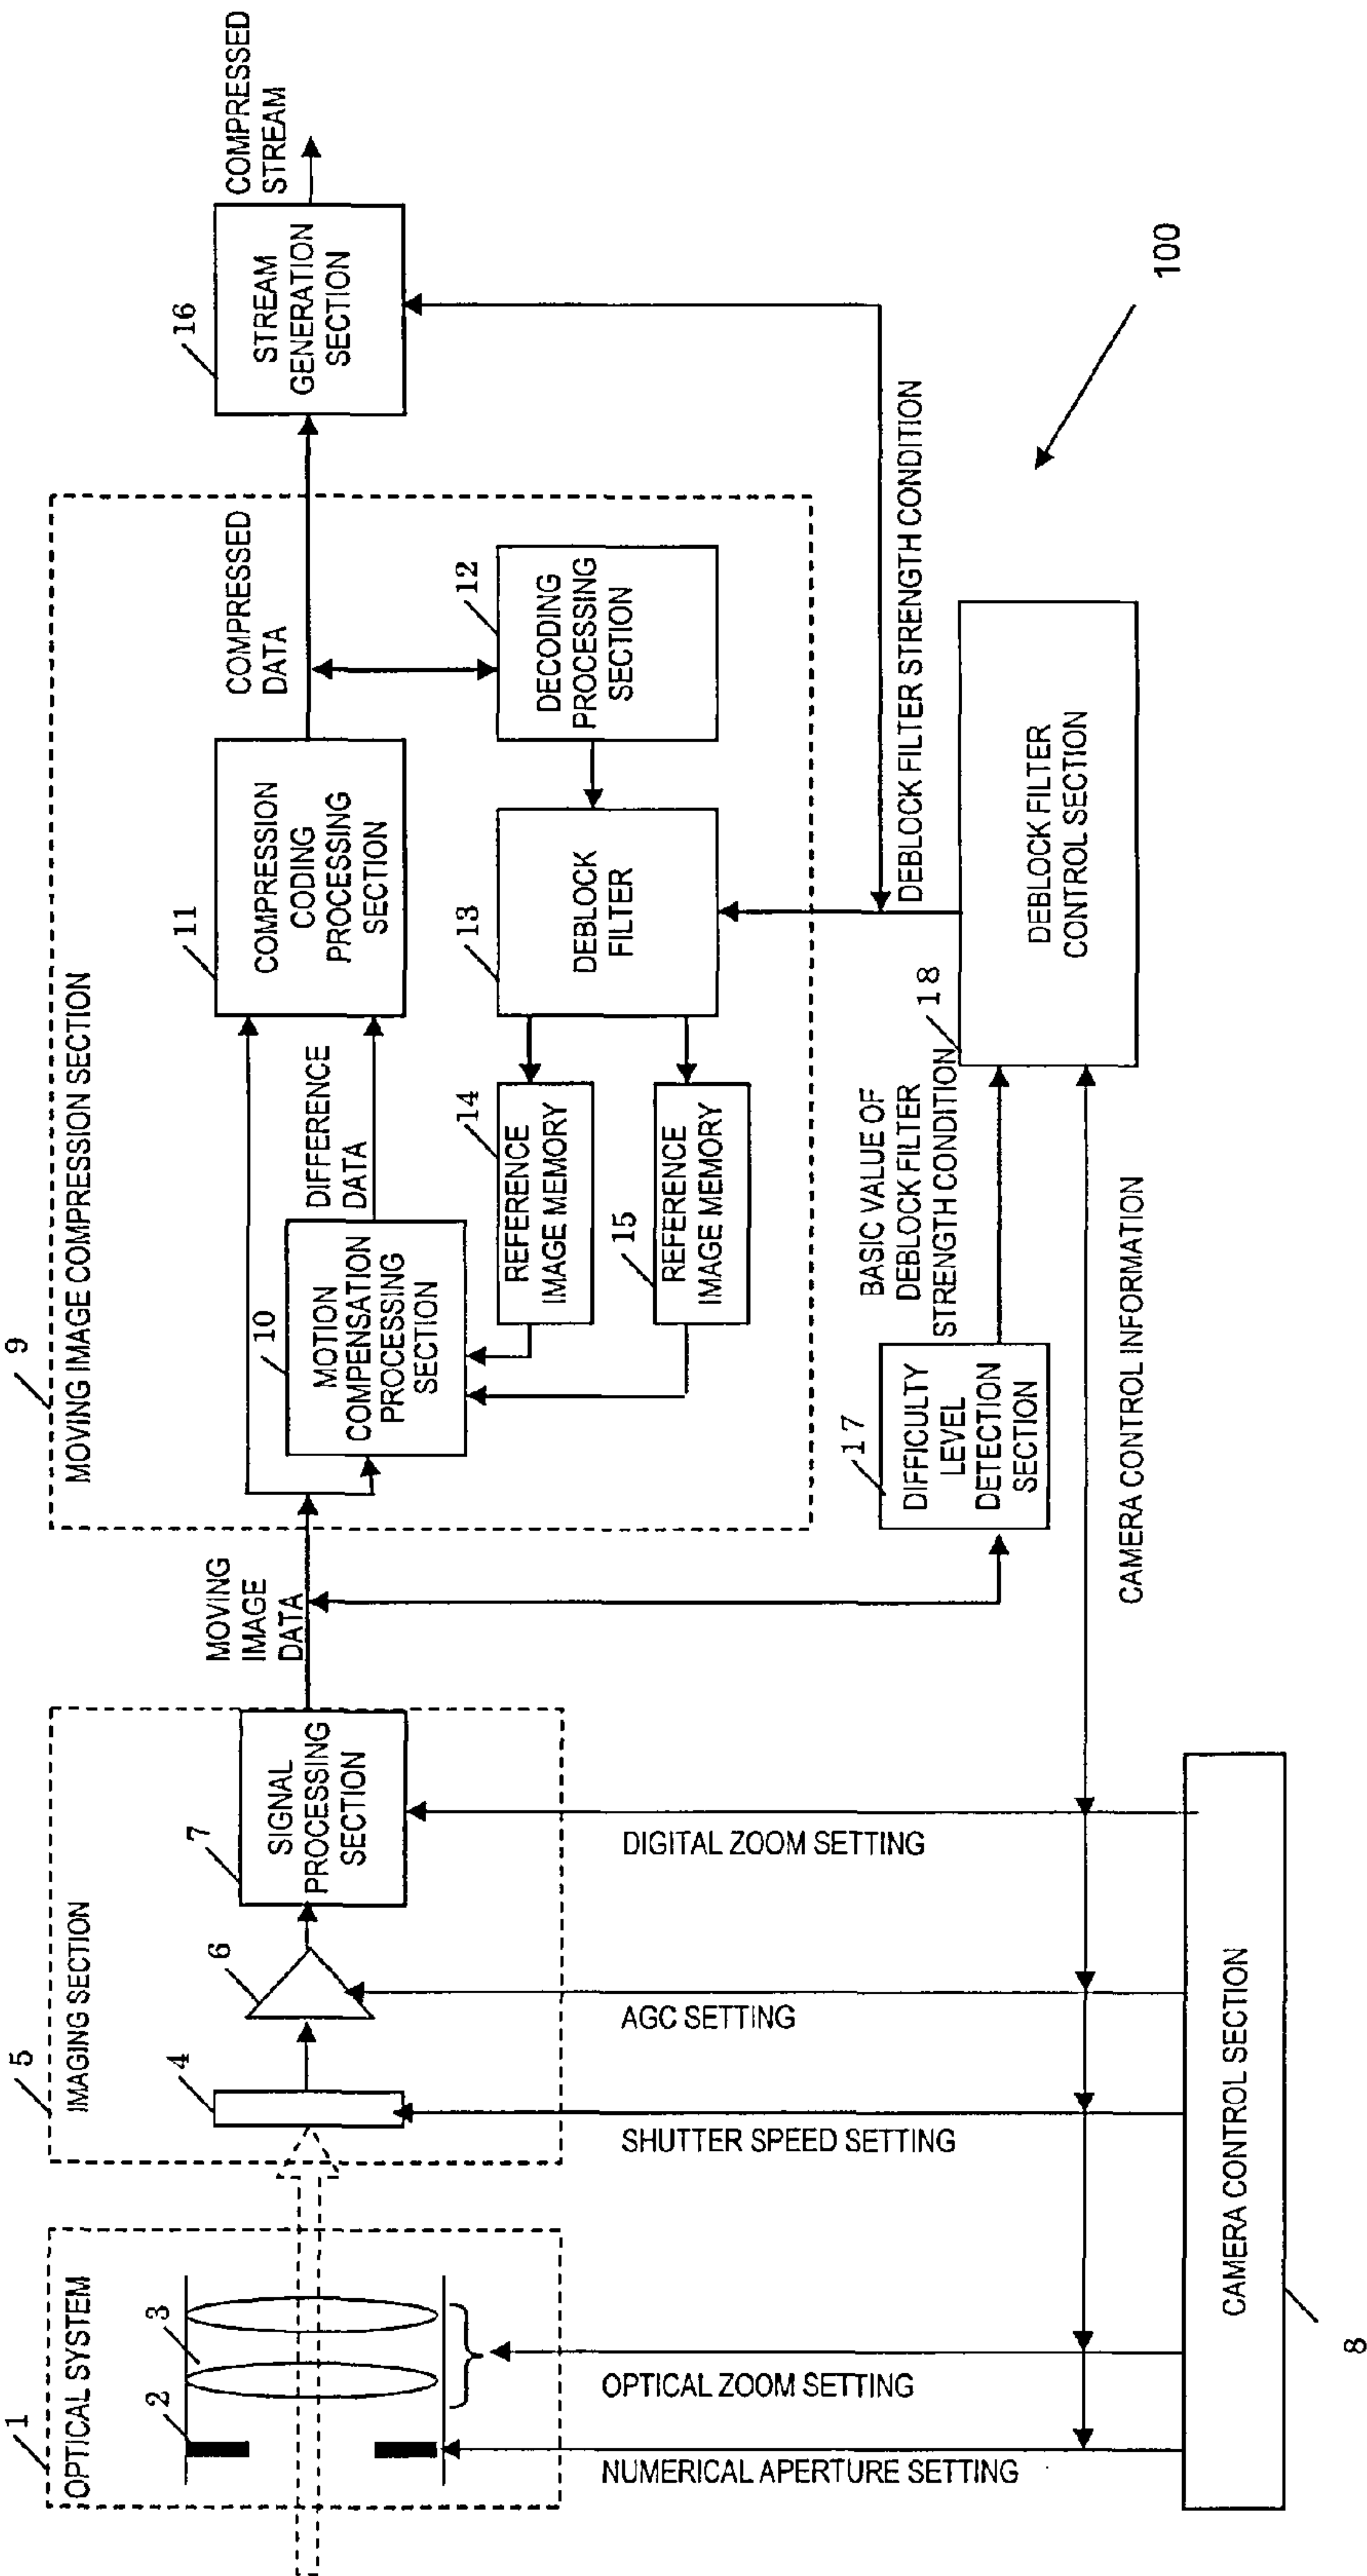 1
OPTICAL SYSTEM
2
3
5
IMAGING SECTION
4
6
7
SIGNAL
PROCESSING
SECTION
MOVING
IMAGE
DATA
9
MOVING IMAGE COMPRESSION SECTION
10
MOTION
COMPENSATION
PROCESSING
SECTION
DIFFERENCE
DATA
11
COMPRESSION
CODING
PROCESSING
SECTION
COMPRESSED
DATA
12
DECODING
PROCESSING
SECTION
13
DEBLOCK
FILTER
14
REFERENCE
IMAGE MEMORY
15
REFERENCE
IMAGE MEMORY
16
STREAM
GENERATION
SECTION
COMPRESSED
STREAM
NUMERICAL APERTURE SETTING
OPTICAL ZOOM SETTING
SHUTTER SPEED SETTING
AGC SETTING
DIGITAL ZOOM SETTING
17
DIFFICULTY
LEVEL
DETECTION
SECTION
BASIC VALUE OF
DEBLOCK FILTER
STRENGTH CONDITION
18
DEBLOCK FILTER
CONTROL SECTION
DEBLOCK FILTER STRENGTH CONDITION
CAMERA CONTROL INFORMATION
CAMERA CONTROL SECTION
8
100